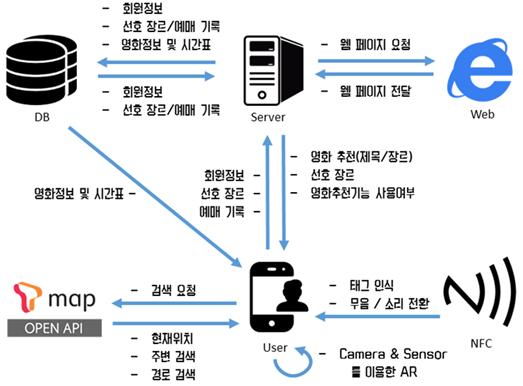 - 회원정보
- 선호 장르/예매 기록
- 영화정보 및 시간표
- 회원정보
- 선호 장르/예매 기록
DB
Server
- 웹 페이지 요청
- 웹 페이지 전달
Web
영화정보 및 시간표 -
회원정보 -
선호 장르 -
예매 기록 -
- 영화 추천(제목/장르)
- 선호 장르
- 영화추천기능 사용여부
T map
OPEN API
- 검색 요청
- 현재위치
- 주변 검색
- 경로 검색
User
- 태그 인식
- 무음 / 소리 전환
NFC
- Camera & Sensor
를 이용한 AR